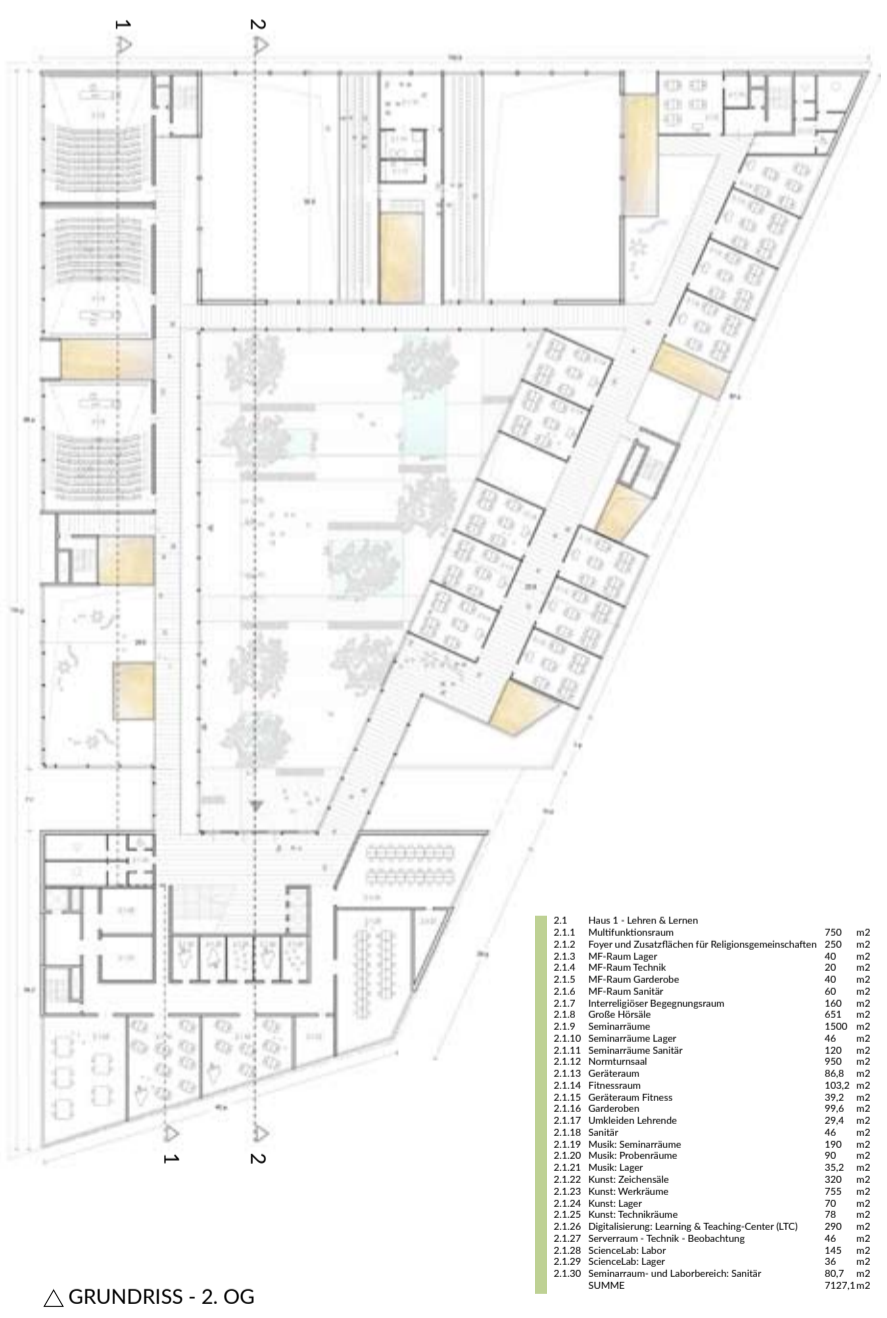 1
2
1
2
2.1 Haus 1 - Lehren & Lernen
2.1.1 Multifunktionsraum 750 m2
2.1.2 Foyer und Zusatzflächen für Religionsgemeinschaften 250 m2
2.1.3 MF-Raum Lager 40 m2
2.1.4 MF-Raum Technik 20 m2
2.1.5 MF-Raum Garderobe 40 m2
2.1.6 MF-Raum Sanitär 60 m2
2.1.7 Interreligiöser Begegnungsraum 160 m2
2.1.8 Große Hörsäle 651 m2
2.1.9 Seminarräume 1500 m2
2.1.10 Seminarräume Lager 46 m2
2.1.11 Seminarräume Sanitär 120 m2
2.1.12 Normturnsaal 950 m2
2.1.13 Geräteraum 86,8 m2
2.1.14 Fitnessraum 103,2 m2
2.1.15 Geräteraum Fitness 39,2 m2
2.1.16 Garderoben 99,6 m2
2.1.17 Umkleiden Lehrende 29,4 m2
2.1.18 Sanitär 46 m2
2.1.19 Musik: Seminarräume 190 m2
2.1.20 Musik: Probenräume 90 m2
2.1.21 Musik: Lager 35,2 m2
2.1.22 Kunst: Zeichensäle 320 m2
2.1.23 Kunst: Werkräume 755 m2
2.1.24 Kunst: Lager 70 m2
2.1.25 Kunst: Technikräume 78 m2
2.1.26 Digitalisierung: Learning & Teaching-Center (LTC) 290 m2
2.1.27 Serverraum - Technik - Beobachtung 46 m2
2.1.28 ScienceLab: Labor 145 m2
2.1.29 ScienceLab: Lager 36 m2
2.1.30 Seminarraum- und Laborbereich: Sanitär 80,7 m2
SUMME 7127,1m2
GRUNDRISS - 2. OG